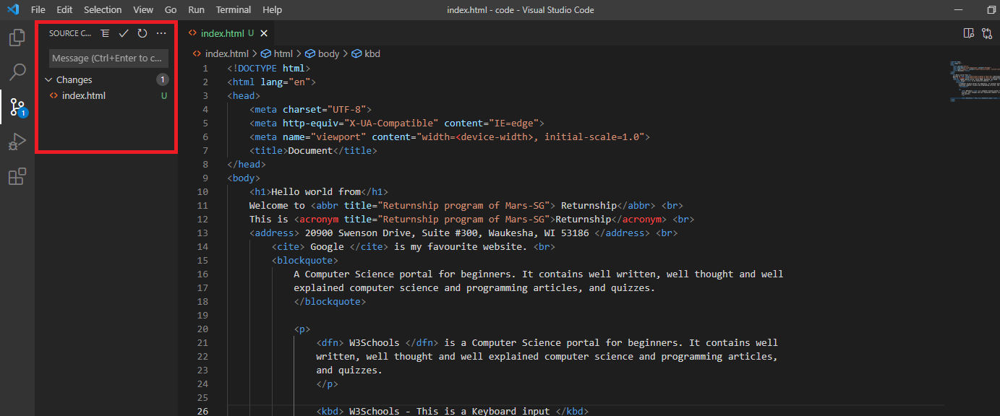 File Edit Selection View Go Run Terminal Help
index.html - code - Visual Studio Code
SOURCE C... ...
Message (Ctrl+Enter to c...
Changes 1
index.html U
1
index.html U
index.html > html > body > kbd
1 <!DOCTYPE html>
2 <html lang="en">
3 <head>
4 <meta charset="UTF-8">
5 <meta http-equiv="X-UA-Compatible" content="IE=edge">
6 <meta name="viewport" content="width=<device-width>, initial-scale=1.0">
7 <title>Document</title>
8 </head>
9 <body>
10 <h1>Hello world from</h1>
11 Welcome to <abbr title="Returnship program of Mars-SG"> Returnship</abbr> <br>
12 This is <acronym title="Returnship program of Mars-SG">Returnship</acronym> <br>
13 <address> 20900 Swenson Drive, Suite #300, Waukesha, WI 53186 </address> <br>
14 <cite> Google </cite> is my favourite website. <br>
15 <blockquote>
16 A Computer Science portal for beginners. It contains well written, well thought and well
17 explained computer science and programming articles, and quizzes.
18 </blockquote>
19
20 <p>
21 <dfn> W3Schools </dfn> is a Computer Science portal for beginners. It contains well
22 written, well thought and well explained computer science and programming articles,
23 and quizzes.
24 </p>
25
26 <kbd> W3Schools - This is a Keyboard input </kbd>